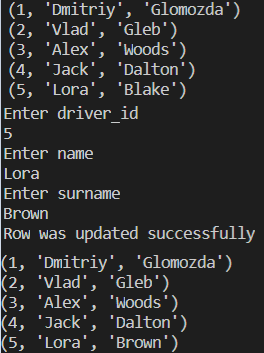 (1, 'Dmitriy', 'Glomozda')
(2, 'Vlad', 'Gleb')
(3, 'Alex', 'Woods')
(4, 'Jack', 'Dalton')
(5, 'Lora', 'Blake')
Enter driver_id
5
Enter name
Lora
Enter surname
Brown
Row was updated successfully
(1, 'Dmitriy', 'Glomozda')
(2, 'Vlad', 'Gleb')
(3, 'Alex', 'Woods')
(4, 'Jack', 'Dalton')
(5, 'Lora', 'Brown')